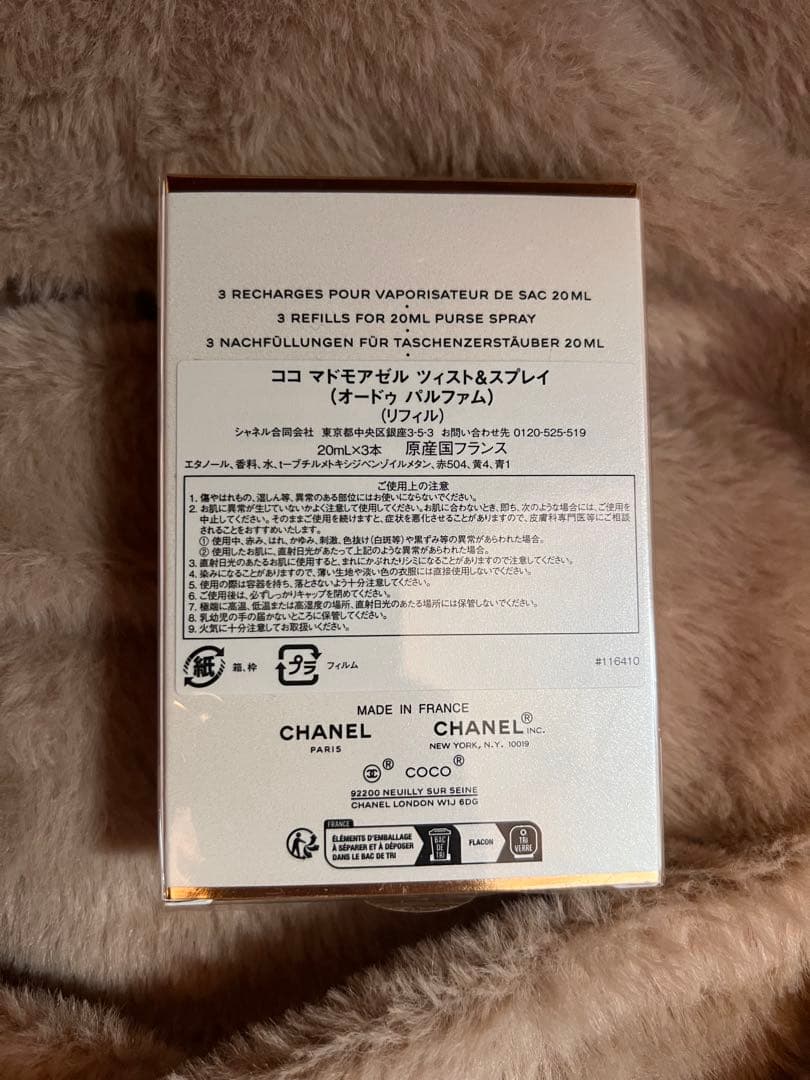 3 RECHARGES POUR VAPORISATEUR DE SAC 20 ML
•
3 REFILLS FOR 20ML PURSE SPRAY
•
3 NACHFÜLLUNGEN FÜR TASCHENZERSTÄUBER 20 ML
•
ココ マドモアゼル ツィスト&スプレイ
(オードゥ パルファム)
(リフィル)
シャネル合同会社 東京都中央区銀座3-5-3 お問い合わせ先 0120-525-519
20mL×3本 原産国フランス
エタノール、香料、水、t-ブチルメトキシジベンゾイルメタン、赤504、黄4、青1
ご使用上の注意
1. 傷やはれもの、湿しん等、異常のある部位にはお使いにならないでください。
2. お肌に異常が生じていないかよく注意して使用してください。お肌に合わないとき、即ち、次のような場合には、ご使用を
中止してください。そのままご使用を続けますと、症状を悪化させることがありますので、皮膚科専門医等にご相談
されることをおすすめいたします。
① 使用中、赤み、はれ、かゆみ、刺激、色抜け(白斑等)や黒ずみ等の異常があらわれた場合。
② 使用したお肌に、直射日光があたって上記のような異常があらわれた場合。
3. 直射日光のあたるお肌に使用すると、まれにかぶれたりシミになることがありますので注意してください。
4. 染みになることがありますので、薄い生地や淡い色の衣服には直接使用しないでください。
5. 使用の際は容器を持ち、落とさないよう十分注意してください。
6. ご使用後は、必ずしっかりキャップを閉めてください。
7. 極端に高温、低温または高湿度の場所、直射日光のあたる場所には保管しないでください。
8. 乳幼児の手の届かないところに保管してください。
9. 火気に十分注意してお取扱いください。
紙 箱、枠 プラ フィルム #116410
MADE IN FRANCE
CHANEL CHANEL® INC.
PARIS NEW YORK, N.Y. 10019
® COCO®
92200 NEUILLY SUR SEINE
CHANEL LONDON W1J 6DG
FRANCE
ÉLÉMENTS D'EMBALLAGE
À SÉPARER ET À DÉPOSER
DANS LE BAC DE TRI
BAC
DE
TRI
FLACON
TRI
VERRE